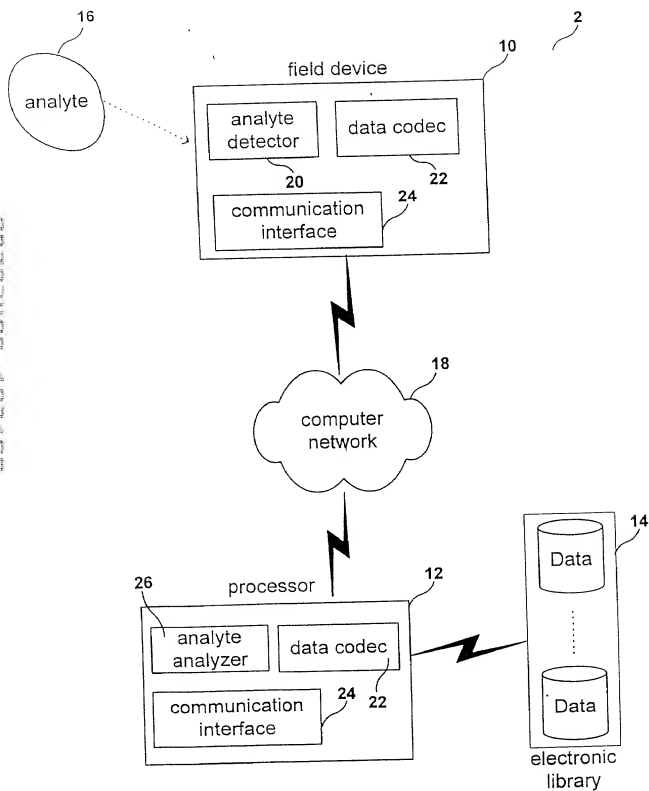 16
2
10
field device
analyte
analyte
detector
data codec
20
22
24
communication
interface
18
computer
network
14
Data
12
processor
26
analyte
analyzer
data codec
22
24
communication
interface
Data
electronic
library